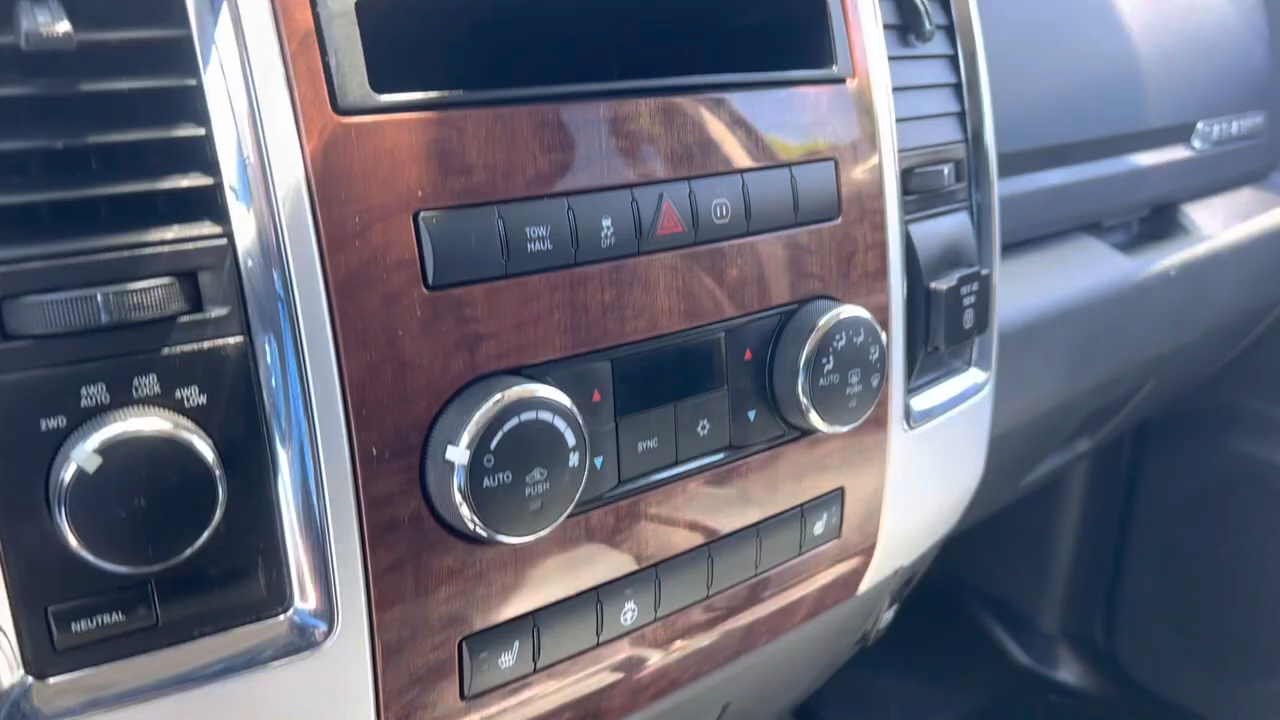 TOW/
HAUL
OFF
2WD
4WD
AUTO
4WD
LOCK
4WD
LOW
NEUTRAL
AUTO
PUSH
SYNC
AUTO
PUSH